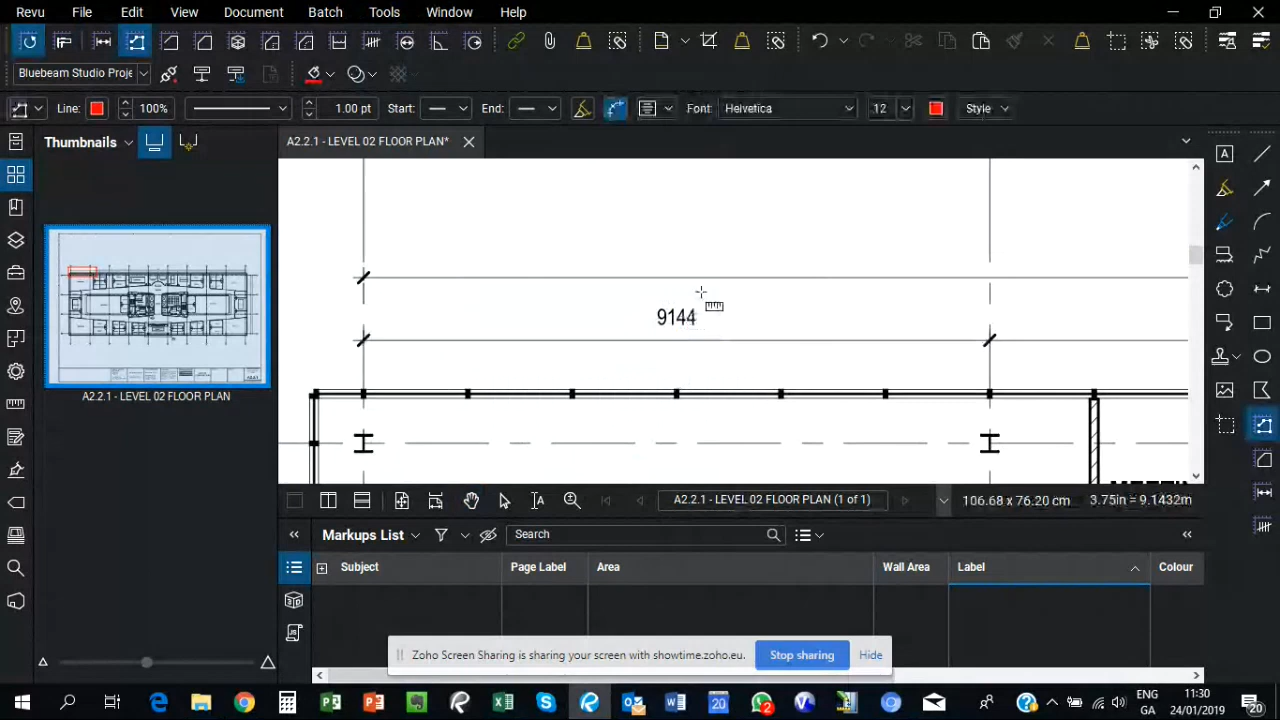 Revu File Edit View Document Batch Tools Window Help
Bluebeam Studio Proje
Line: 100% 1.00 pt Start: End: Font: Helvetica 12 Style
Thumbnails
A2.2.1 - LEVEL 02 FLOOR PLAN*
9144
A2.2.1 - LEVEL 02 FLOOR PLAN
A2.2.1 - LEVEL 02 FLOOR PLAN (1 of 1) 106.68 x 76.20 cm 3.75in = 9.1432m
Markups List Search
Subject Page Label Area Wall Area Label Colour
Zoho Screen Sharing is sharing your screen with showtime.zoho.eu. Stop sharing Hide
ENG 11:30
GA 24/01/2019 20
20
2